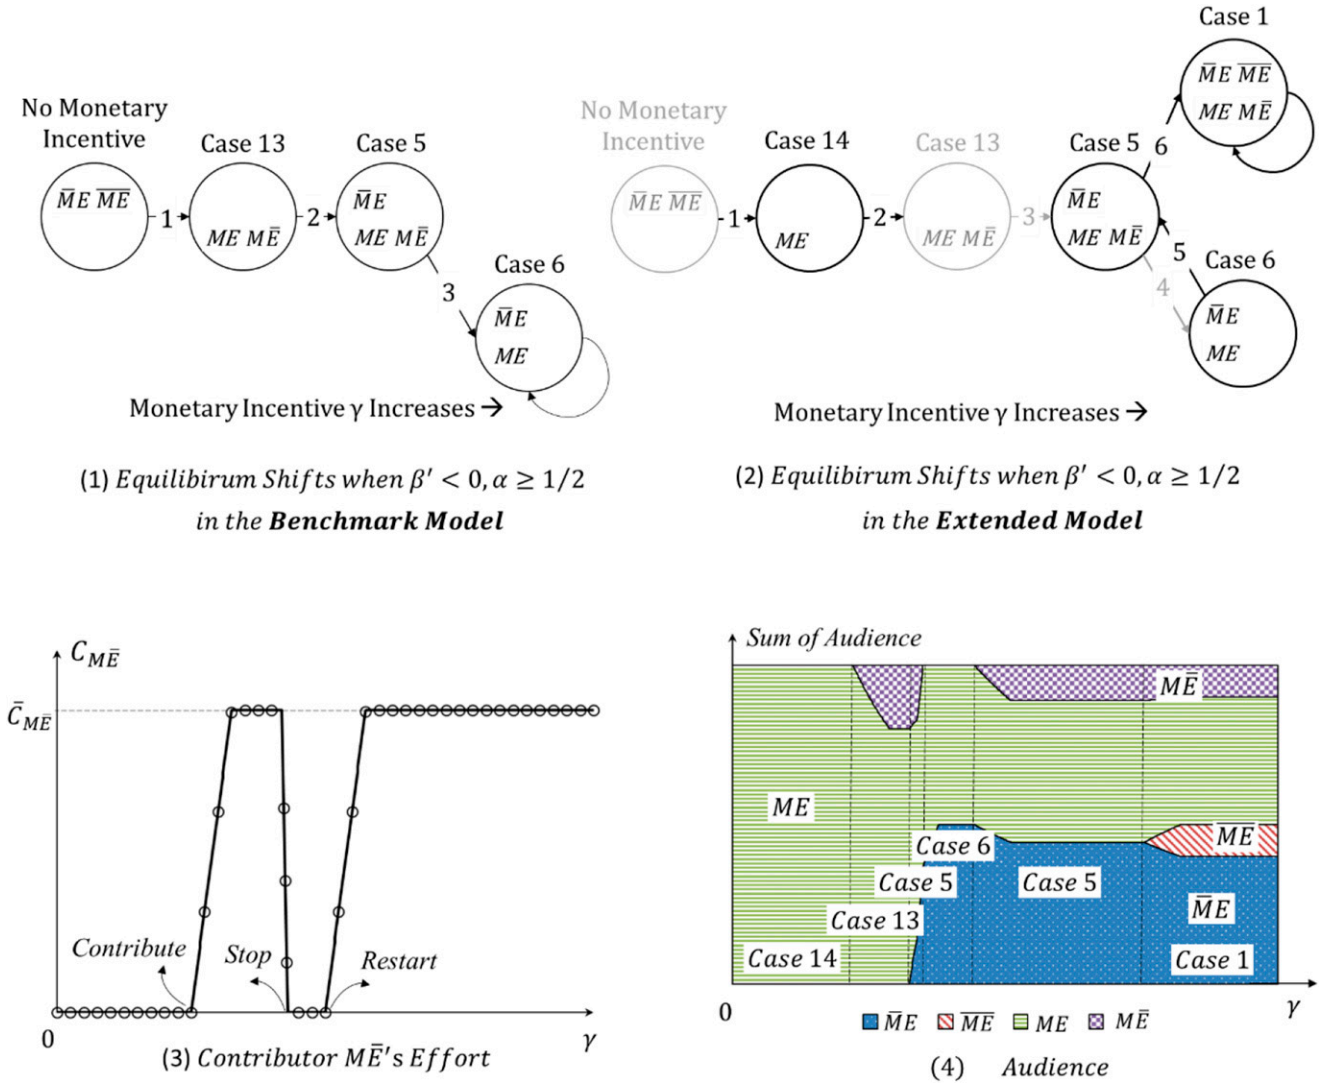 No Monetary
Incentive
M̄E M̅E̅
1
Case 13
ME MĒ
2
Case 5
M̄E
ME MĒ
3
Case 6
M̄E
ME
Monetary Incentive γ Increases →
(1) Equilibirum Shifts when β′ < 0, α ≥ 1/2
in the Benchmark Model
No Monetary
Incentive
M̄E M̅E̅
1
Case 14
ME
2
Case 13
ME MĒ
3
Case 5
M̄E
ME MĒ
6
Case 1
M̄E M̅E̅
ME MĒ
5
4
Case 6
M̄E
ME
Monetary Incentive γ Increases →
(2) Equilibirum Shifts when β′ < 0, α ≥ 1/2
in the Extended Model
C_MĒ
C̄_MĒ
Contribute
Stop
Restart
0
γ
(3) Contributor MĒ's Effort
Sum of Audience
MĒ
ME
M̅E̅
Case 6
Case 5
Case 5
M̄E
Case 13
Case 14
Case 1
0
γ
M̄E M̅E̅ ME MĒ
(4) Audience